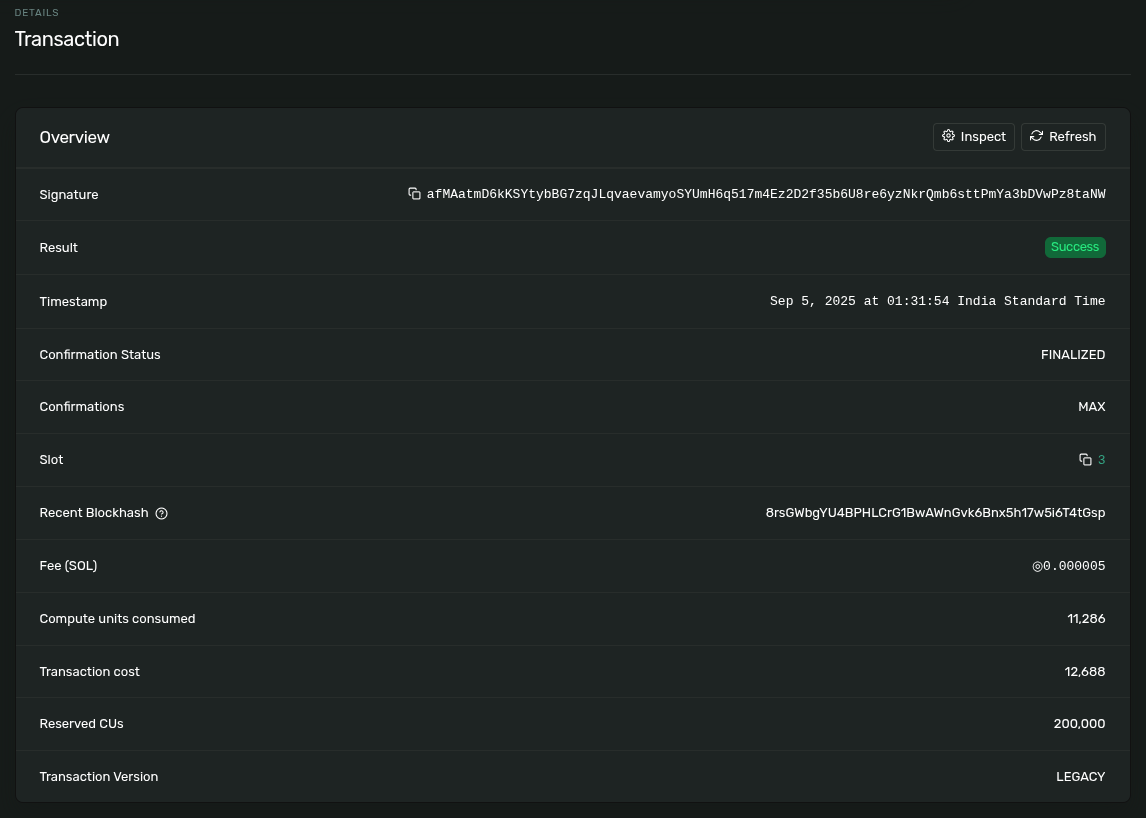 DETAILS
Transaction
Overview
Inspect
Refresh
Signature
afMAatmD6kKSYtybBG7zqJLqvaevamyoSYUmH6q517m4Ez2D2f35b6U8re6yzNkrQmb6sttPmYa3bDVwPz8taNW
Result
Success
Timestamp
Sep 5, 2025 at 01:31:54 India Standard Time
Confirmation Status
FINALIZED
Confirmations
MAX
Slot
3
Recent Blockhash
8rsGWbgYU4BPHLCrG1BwAWnGvk6Bnx5h17w5i6T4tGsp
Fee (SOL)
◎0.000005
Compute units consumed
11,286
Transaction cost
12,688
Reserved CUs
200,000
Transaction Version
LEGACY